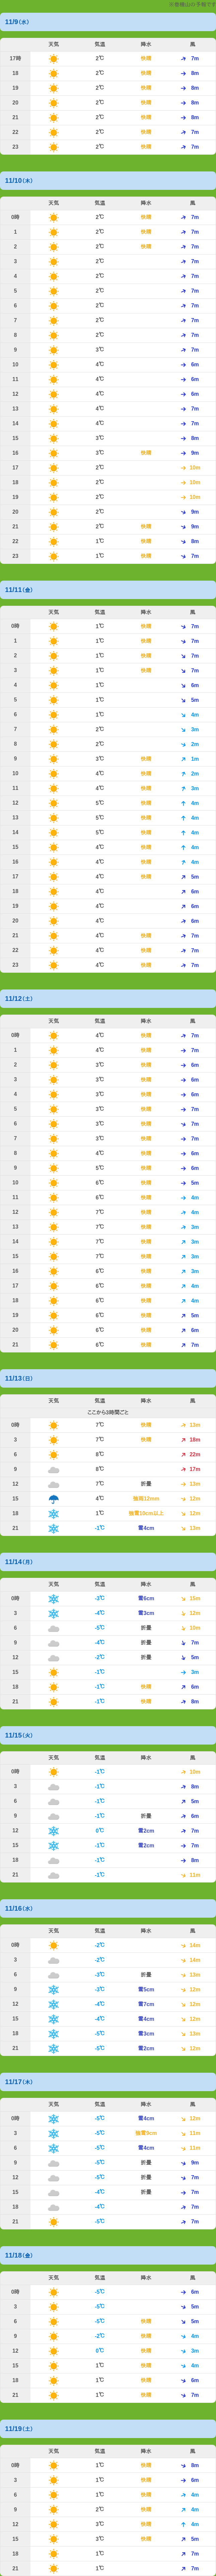 11/9(水)
天気 気温 降水 風
17時 2℃ 快晴 7m
18 2℃ 快晴 8m
19 2℃ 快晴 8m
20 2℃ 快晴 8m
21 2℃ 快晴 8m
22 2℃ 快晴 7m
23 2℃ 快晴 7m
11/10(木)
天気 気温 降水 風
0時 2℃ 快晴 7m
1 2℃ 快晴 7m
2 2℃ 快晴 7m
3 2℃ 7m
4 2℃ 7m
5 2℃ 7m
6 2℃ 7m
7 2℃ 7m
8 2℃ 7m
9 3℃ 7m
10 4℃ 6m
11 4℃ 6m
12 4℃ 6m
13 4℃ 7m
14 4℃ 7m
15 3℃ 8m
16 3℃ 快晴 9m
17 2℃ 10m
18 2℃ 10m
19 2℃ 10m
20 2℃ 9m
21 2℃ 快晴 9m
22 1℃ 快晴 8m
23 1℃ 快晴 7m
11/11(金)
天気 気温 降水 風
0時 1℃ 快晴 7m
1 1℃ 快晴 7m
2 1℃ 快晴 7m
3 1℃ 快晴 7m
4 1℃ 6m
5 1℃ 5m
6 1℃ 4m
7 2℃ 3m
8 2℃ 2m
9 3℃ 快晴 1m
10 4℃ 快晴 2m
11 4℃ 快晴 3m
12 5℃ 快晴 4m
13 5℃ 快晴 4m
14 5℃ 快晴 4m
15 4℃ 快晴 4m
16 4℃ 快晴 4m
17 4℃ 快晴 5m
18 4℃ 6m
19 4℃ 6m
20 4℃ 6m
21 4℃ 快晴 7m
22 4℃ 快晴 7m
23 4℃ 快晴 7m
11/12(土)
天気 気温 降水 風
0時 4℃ 快晴 7m
1 4℃ 快晴 7m
2 3℃ 快晴 6m
3 3℃ 快晴 6m
4 3℃ 快晴 6m
5 3℃ 快晴 7m
6 3℃ 快晴 7m
7 3℃ 快晴 7m
8 4℃ 快晴 6m
9 5℃ 快晴 6m
10 6℃ 快晴 5m
11 6℃ 快晴 4m
12 7℃ 快晴 4m
13 7℃ 快晴 3m
14 7℃ 快晴 3m
15 7℃ 快晴 3m
16 6℃ 快晴 3m
17 6℃ 快晴 4m
18 6℃ 快晴 4m
19 6℃ 快晴 5m
20 6℃ 快晴 6m
21 6℃ 快晴 7m
11/13(日)
天気 気温 降水 風
ここから3時間ごと
0時 7℃ 快晴 13m
3 7℃ 快晴 18m
6 8℃ 22m
9 8℃ 17m
12 7℃ 折畳 13m
15 4℃ 強雨12mm 12m
18 1℃ 強雪10cm以上 12m
21 -1℃ 雪4cm 13m
11/14(月)
天気 気温 降水 風
0時 -3℃ 雪5cm 15m
3 -4℃ 雪3cm 12m
6 -5℃ 折畳 10m
9 -4℃ 折畳 7m
12 -2℃ 折畳 5m
15 -1℃ 3m
18 -1℃ 快晴 6m
21 -1℃ 快晴 8m
11/15(火)
天気 気温 降水 風
0時 -1℃ 10m
3 -1℃ 8m
6 -1℃ 5m
9 -1℃ 折畳 6m
12 0℃ 雪2cm 7m
15 -1℃ 雪2cm 7m
18 -1℃ 8m
21 -1℃ 11m
11/16(水)
天気 気温 降水 風
0時 -2℃ 14m
3 -2℃ 14m
6 -3℃ 折畳 13m
9 -3℃ 雪5cm 12m
12 -4℃ 雪7cm 12m
15 -4℃ 雪4cm 12m
18 -5℃ 雪3cm 13m
21 -5℃ 雪2cm 12m
11/17(木)
天気 気温 降水 風
0時 -5℃ 雪4cm 12m
3 -5℃ 強雪8cm 11m
6 -5℃ 雪4cm 11m
9 -5℃ 折畳 9m
12 -5℃ 折畳 7m
15 -4℃ 折畳 7m
18 -4℃ 7m
21 -5℃ 7m
11/18(金)
天気 気温 降水 風
0時 -5℃ 6m
3 -5℃ 5m
6 -5℃ 快晴 5m
9 -2℃ 快晴 4m
12 0℃ 快晴 3m
15 1℃ 快晴 4m
18 1℃ 快晴 6m
21 1℃ 快晴 7m
11/19(土)
天気 気温 降水 風
0時 1℃ 快晴 8m
3 1℃ 快晴 6m
6 1℃ 快晴 4m
9 2℃ 快晴 4m
12 3℃ 快晴 4m
15 3℃ 快晴 5m
18 1℃ 快晴 7m
21 1℃ 快晴 7m